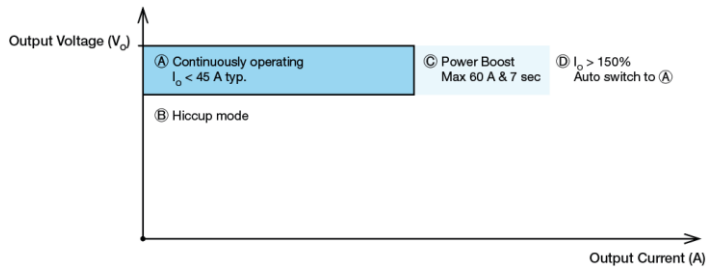 Output Voltage (Vo)
Ⓐ Continuously operating
Io < 45 A typ.
Ⓒ Power Boost
Max 60 A & 7 sec
Ⓓ Io > 150%
Auto switch to Ⓐ
Ⓑ Hiccup mode
Output Current (A)